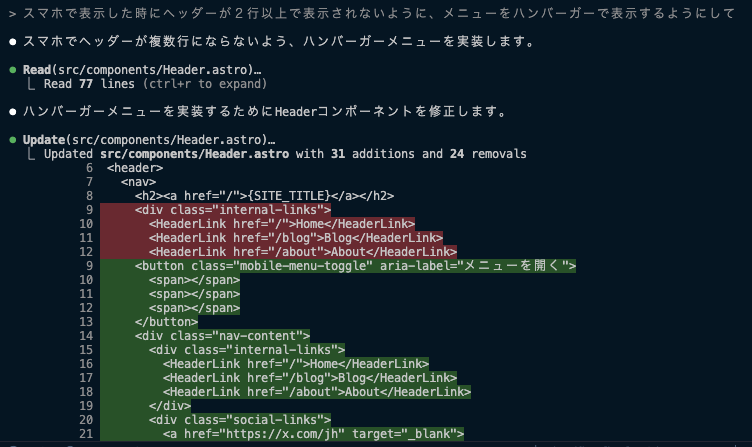 > スマホで表示した時にヘッダーが２行以上で表示されないように、メニューをハンバーガーで表示するようにして
● スマホでヘッダーが複数行にならないよう、ハンバーガーメニューを実装します。
● Read(src/components/Header.astro)…
⎿ Read 77 lines (ctrl+r to expand)
● ハンバーガーメニューを実装するためにHeaderコンポーネントを修正します。
● Update(src/components/Header.astro)…
⎿ Updated src/components/Header.astro with 31 additions and 24 removals
6 <header>
7 <nav>
8 <h2><a href="/">{SITE_TITLE}</a></h2>
9 <div class="internal-links">
10 <HeaderLink href="/">Home</HeaderLink>
11 <HeaderLink href="/blog">Blog</HeaderLink>
12 <HeaderLink href="/about">About</HeaderLink>
9 <button class="mobile-menu-toggle" aria-label="メニューを開く">
10 <span></span>
11 <span></span>
12 <span></span>
13 </button>
14 <div class="nav-content">
15 <div class="internal-links">
16 <HeaderLink href="/">Home</HeaderLink>
17 <HeaderLink href="/blog">Blog</HeaderLink>
18 <HeaderLink href="/about">About</HeaderLink>
19 </div>
20 <div class="social-links">
21 <a href="https://x.com/jh" target="_blank">